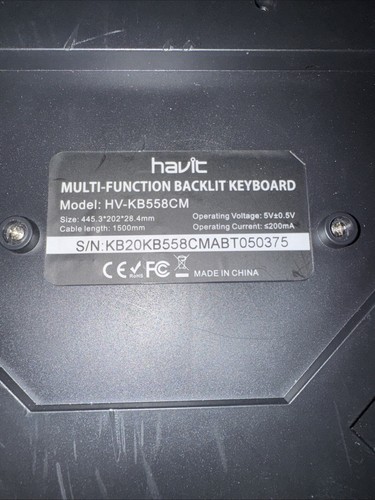 havit
MULTI-FUNCTION BACKLIT KEYBOARD
Model: HV-KB558CM
Size: 445.3*202*28.4mm Operating Voltage: 5V±0.5V
Cable length: 1500mm Operating Current: ≤200mA
S/N:KB20KB558CMABT050375
CE FC MADE IN CHINA